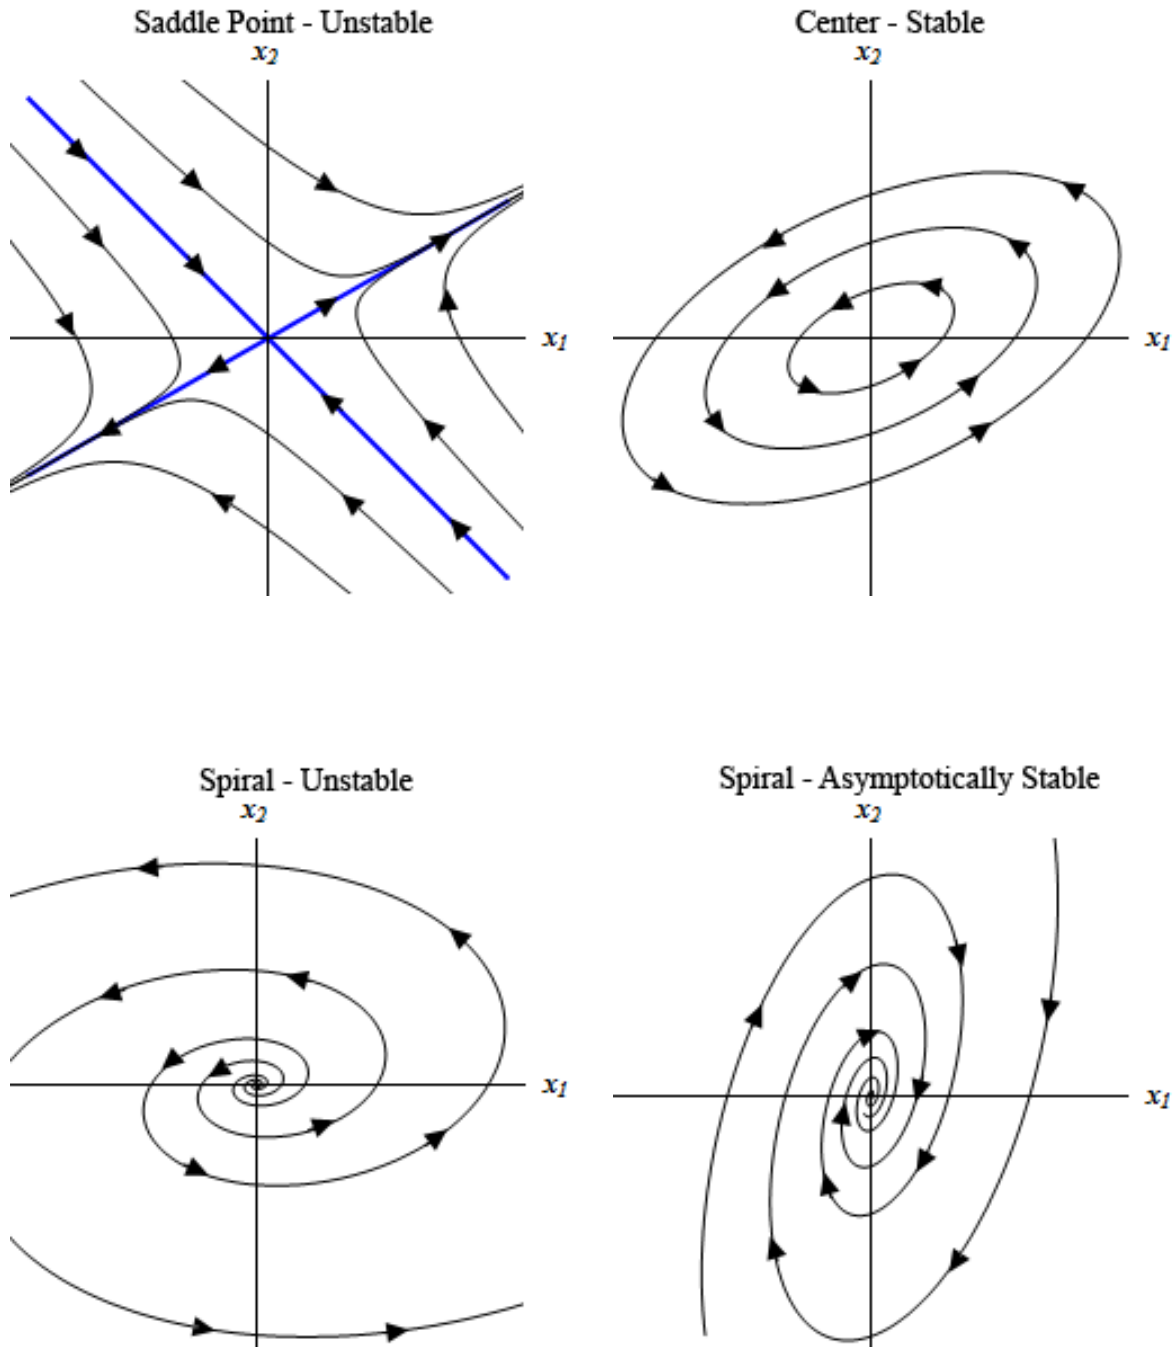 Saddle Point - Unstable
x2
x1
Center - Stable
x2
x1
Spiral - Unstable
x2
x1
Spiral - Asymptotically Stable
x2
x1